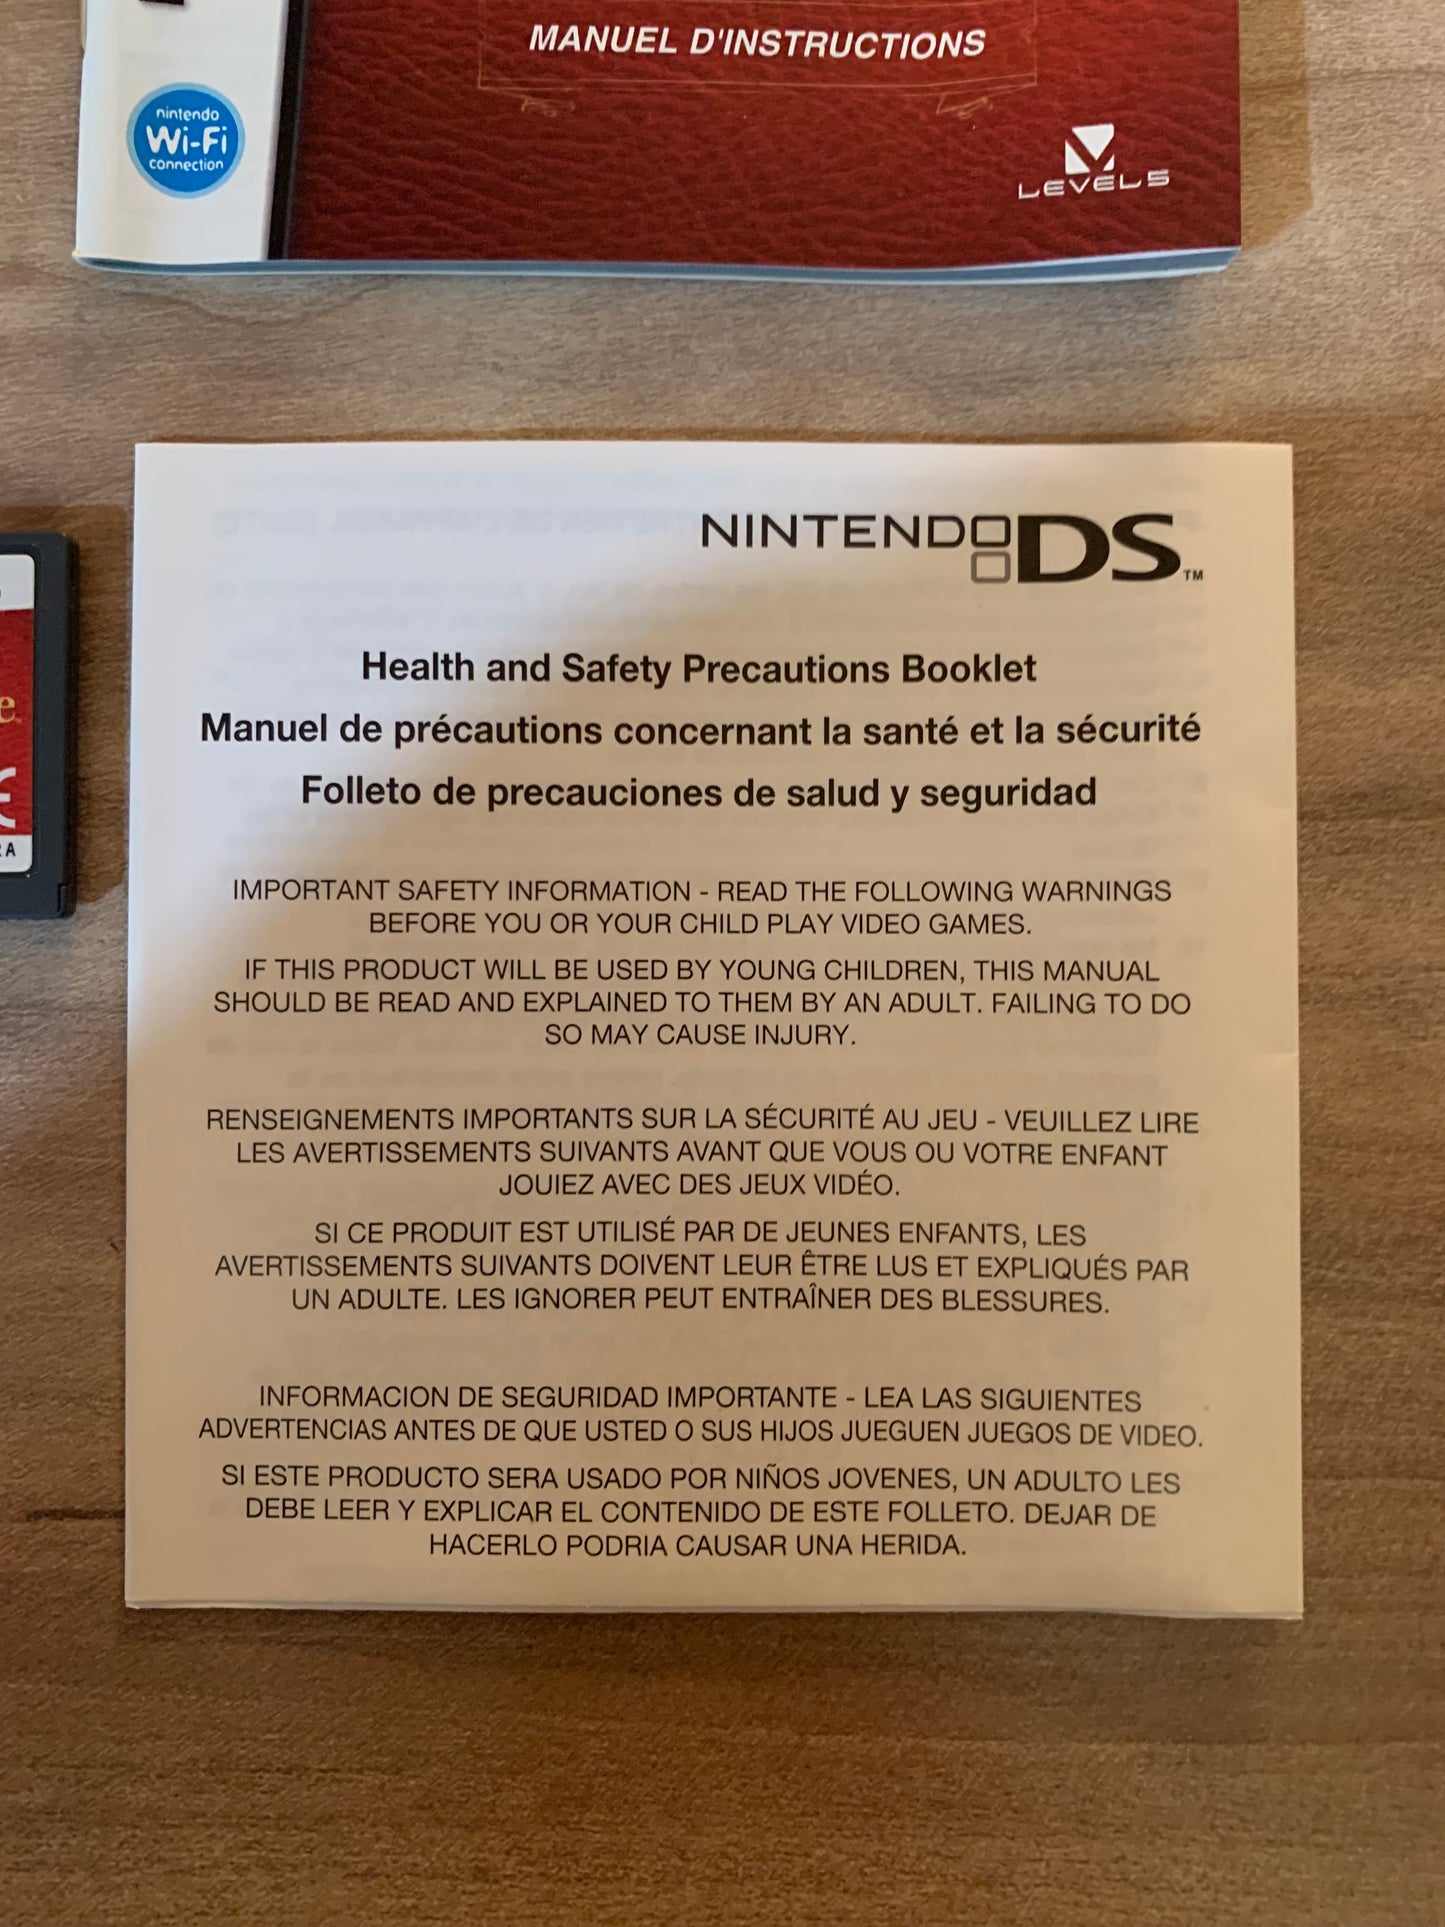 MANUEL D'INSTRUCTIONS
nintendo
Wi-Fi
connection
LEVEL5
NINTENDO DS™
Health and Safety Precautions Booklet
Manuel de précautions concernant la santé et la sécurité
Folleto de precauciones de salud y seguridad
IMPORTANT SAFETY INFORMATION - READ THE FOLLOWING WARNINGS
BEFORE YOU OR YOUR CHILD PLAY VIDEO GAMES.
IF THIS PRODUCT WILL BE USED BY YOUNG CHILDREN, THIS MANUAL
SHOULD BE READ AND EXPLAINED TO THEM BY AN ADULT. FAILING TO DO
SO MAY CAUSE INJURY.
RENSEIGNEMENTS IMPORTANTS SUR LA SÉCURITÉ AU JEU - VEUILLEZ LIRE
LES AVERTISSEMENTS SUIVANTS AVANT QUE VOUS OU VOTRE ENFANT
JOUIEZ AVEC DES JEUX VIDÉO.
SI CE PRODUIT EST UTILISÉ PAR DE JEUNES ENFANTS, LES
AVERTISSEMENTS SUIVANTS DOIVENT LEUR ÊTRE LUS ET EXPLIQUÉS PAR
UN ADULTE. LES IGNORER PEUT ENTRAÎNER DES BLESSURES.
INFORMACION DE SEGURIDAD IMPORTANTE - LEA LAS SIGUIENTES
ADVERTENCIAS ANTES DE QUE USTED O SUS HIJOS JUEGUEN JUEGOS DE VIDEO.
SI ESTE PRODUCTO SERA USADO POR NIÑOS JOVENES, UN ADULTO LES
DEBE LEER Y EXPLICAR EL CONTENIDO DE ESTE FOLLETO. DEJAR DE
HACERLO PODRIA CAUSAR UNA HERIDA.